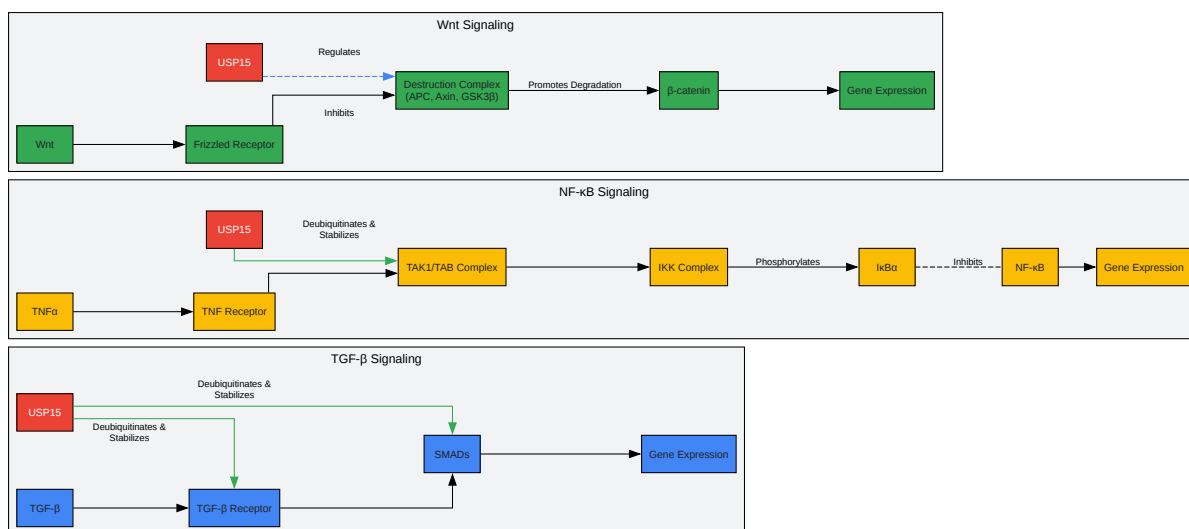 Wnt Signaling
USP15
Regulates
Destruction Complex
(APC, Axin, GSK3β)
Promotes Degradation
β-catenin
Gene Expression
Inhibits
Wnt
Frizzled Receptor
NF-κB Signaling
USP15
Deubiquitinates &
Stabilizes
TAK1/TAB Complex
IKK Complex
Phosphorylates
IκBα
Inhibits
NF-κB
Gene Expression
TNFα
TNF Receptor
TGF-β Signaling
USP15
Deubiquitinates &
Stabilizes
Deubiquitinates &
Stabilizes
SMADs
Gene Expression
TGF-β
TGF-β Receptor